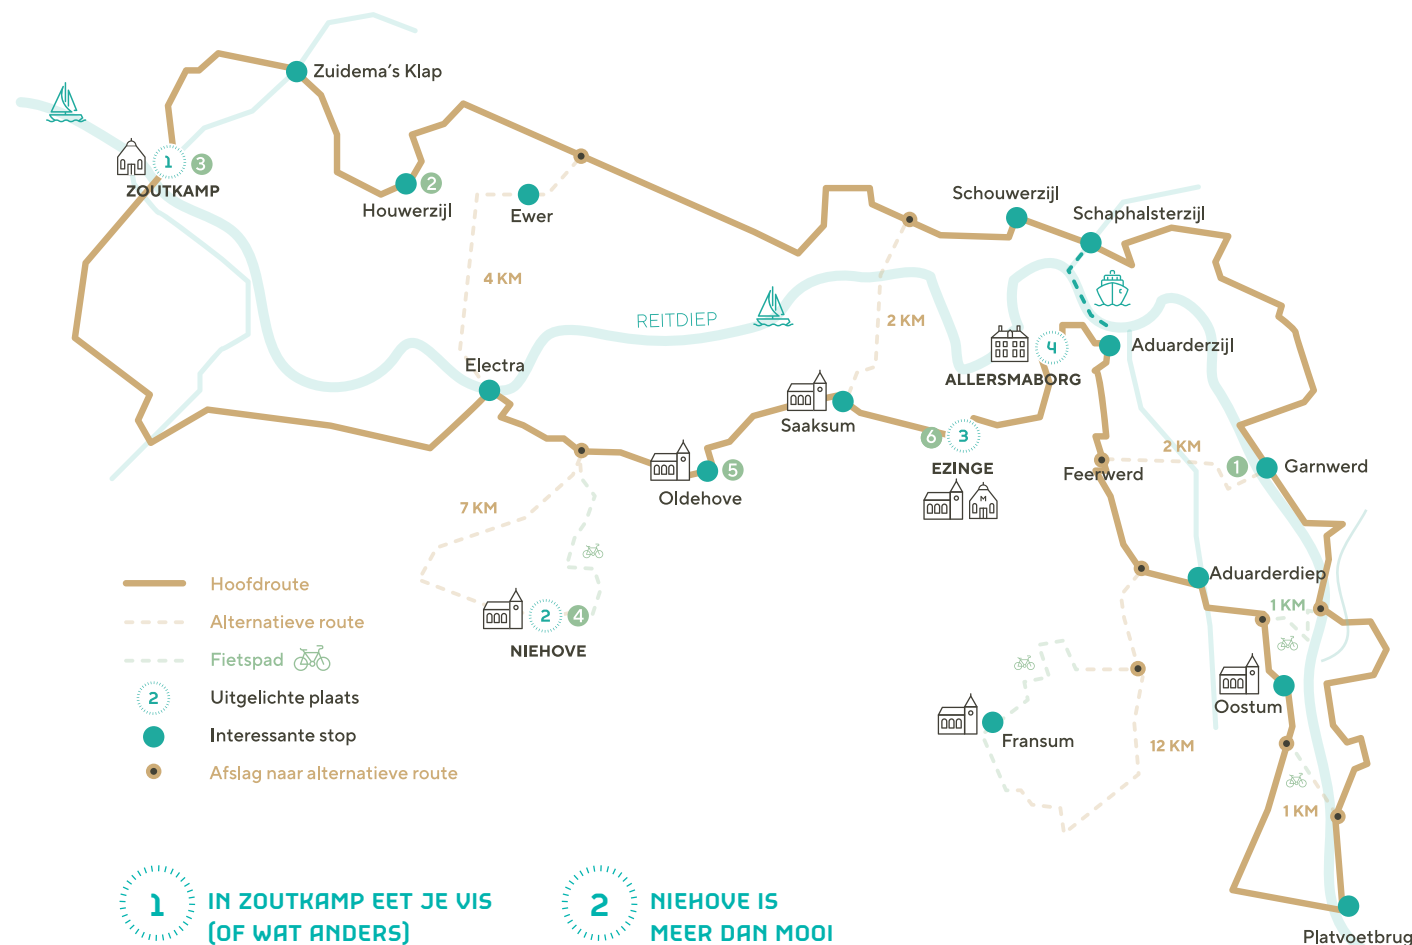 Zuidema's Klap
1
3
ZOUTKAMP
2
Houwerzijl
Ewer
Schouwerzijl
Schaphalsterzijl
4 KM
REITDIEP
2 KM
4
Aduarderzijl
ALLERSMABORG
Electra
Saaksum
6
3
EZINGE
M
2 KM
1
Garnwerd
Feerwerd
5
Oldehove
7 KM
Aduarderdiep
1 KM
2
4
NIEHOVE
Oostum
Fransum
12 KM
1 KM
Platvoetbrug
Hoofdroute
Alternatieve route
Fietspad
2
Uitgelichte plaats
Interessante stop
Afslag naar alternatieve route
1
IN ZOUTKAMP EET JE VIS
(OF WAT ANDERS)
2
NIEHOVE IS
MEER DAN MOOI